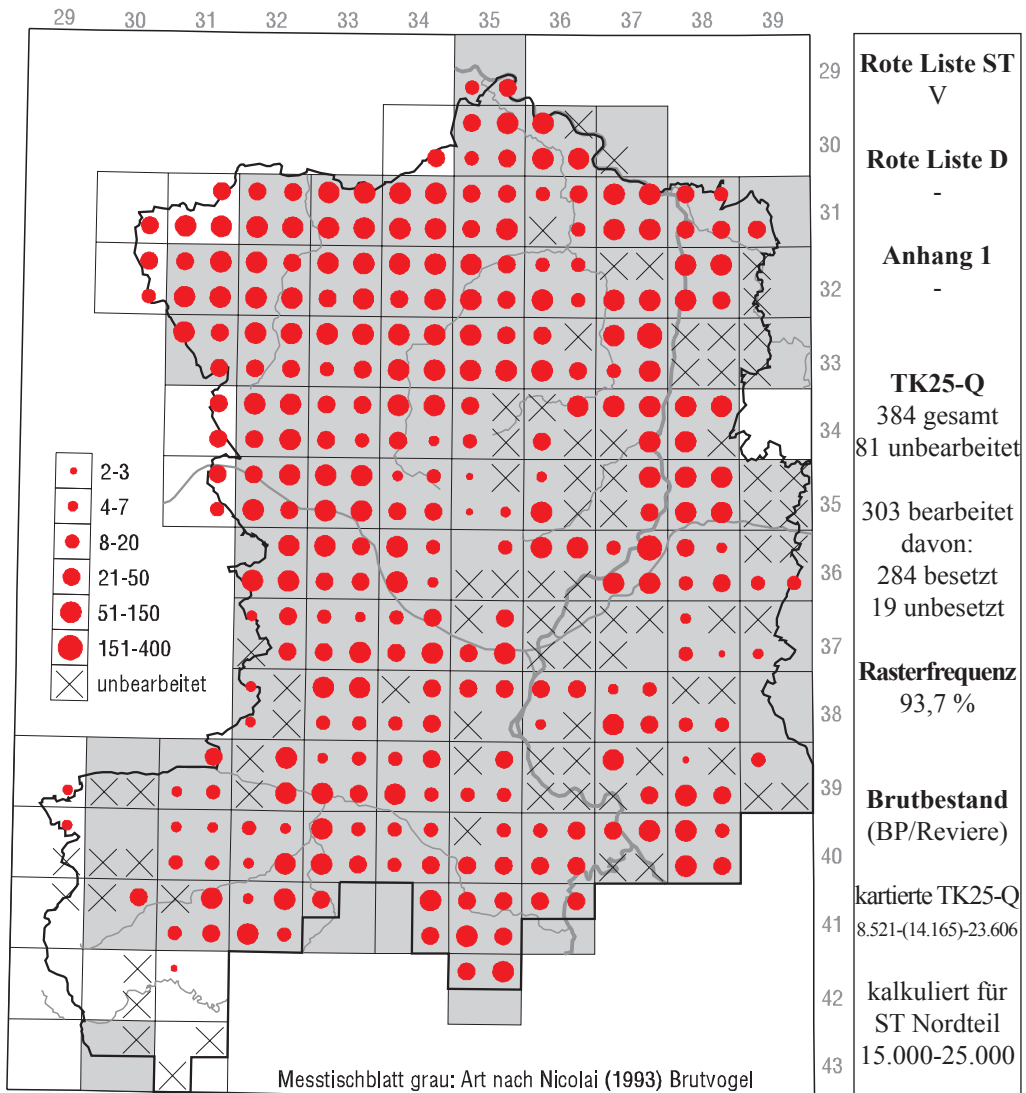 29 30 31 32 33 34 35 36 37 38 39
29
30
31
32
33
34
35
36
37
38
39
40
41
42
43
2-3
4-7
8-20
21-50
51-150
151-400
unbearbeitet
Messtischblatt grau: Art nach Nicolai (1993) Brutvogel
Rote Liste ST
V
Rote Liste D
-
Anhang 1
-
TK25-Q
384 gesamt
81 unbearbeitet
303 bearbeitet
davon:
284 besetzt
19 unbesetzt
Rasterfrequenz
93,7 %
Brutbestand
(BP/Reviere)
kartierte TK25-Q
8.521-(14.165)-23.606
kalkuliert für
ST Nordteil
15.000-25.000